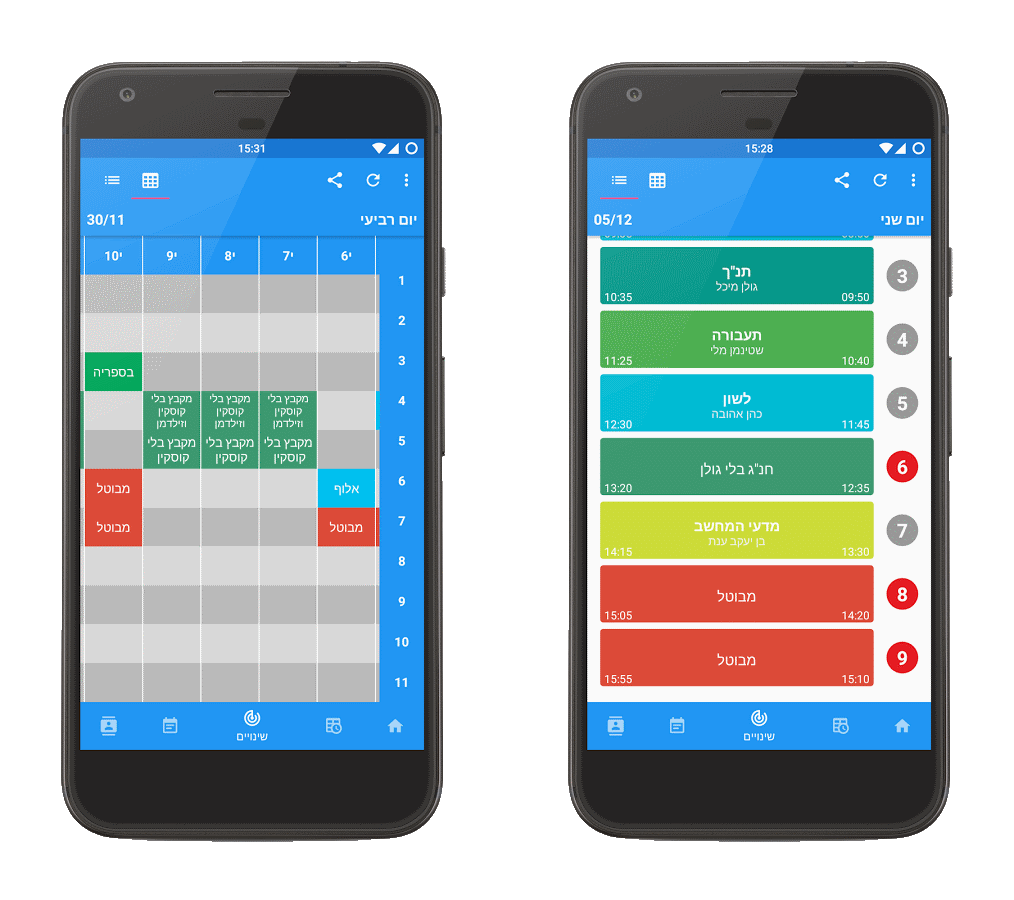 15:31
30/11
יום רביעי
י6
י7
י8
י9
י10
1
2
3
בספריה
4
מקבץ בלי
קוסקין
וזילדמן
מקבץ בלי
קוסקין
וזילדמן
מקבץ בלי
קוסקין
וזילדמן
5
מקבץ בלי
קוסקין
מקבץ בלי
קוסקין
מקבץ בלי
קוסקין
6
אלוף
מבוטל
7
מבוטל
מבוטל
8
9
10
11
שינויים
15:28
05/12
יום שני
3
תנ"ך
גולן מיכל
09:50
10:35
4
תעבורה
שטינמן מלי
10:40
11:25
5
לשון
כהן אהובה
11:45
12:30
6
חנ"ג בלי גולן
12:35
13:20
7
מדעי המחשב
בן יעקב ענת
13:30
14:15
8
מבוטל
14:20
15:05
9
מבוטל
15:10
15:55
שינויים